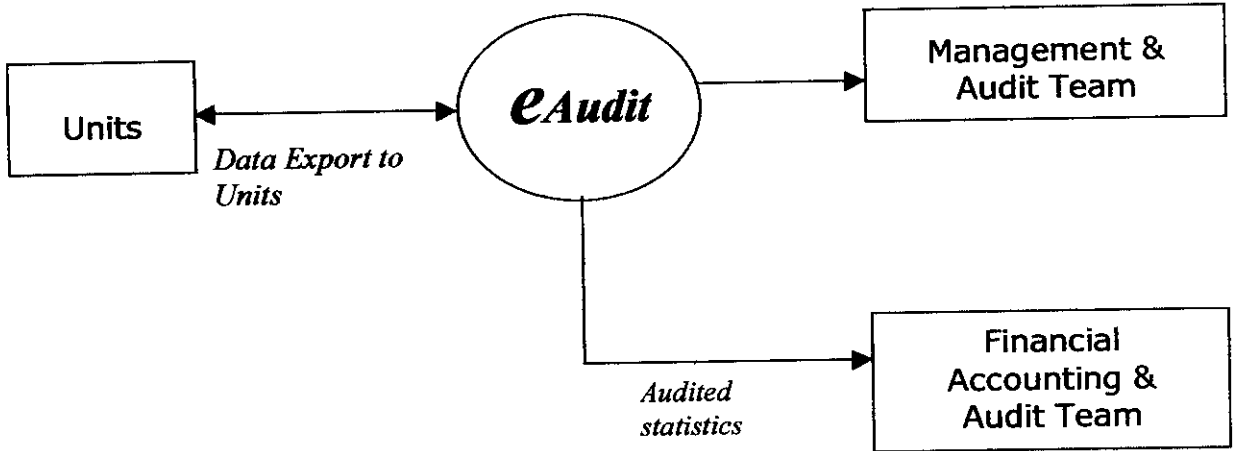 Management &
Audit Team
eAudit
Units
Data Export to
Units
Financial
Accounting &
Audit Team
Audited
statistics